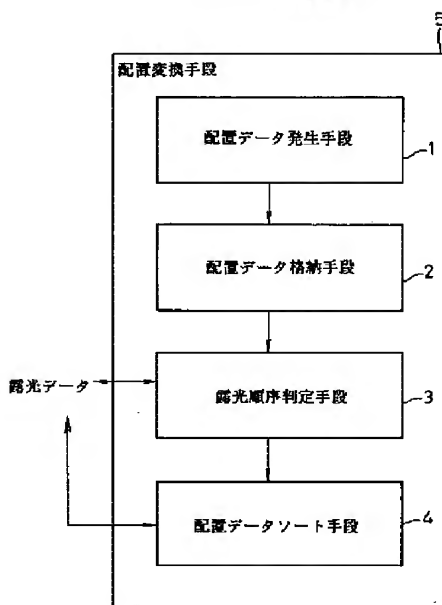 5
配置変換手段
配置データ発生手段
1
配置データ格納手段
2
露光データ
露光順序判定手段
3
配置データソート手段
4